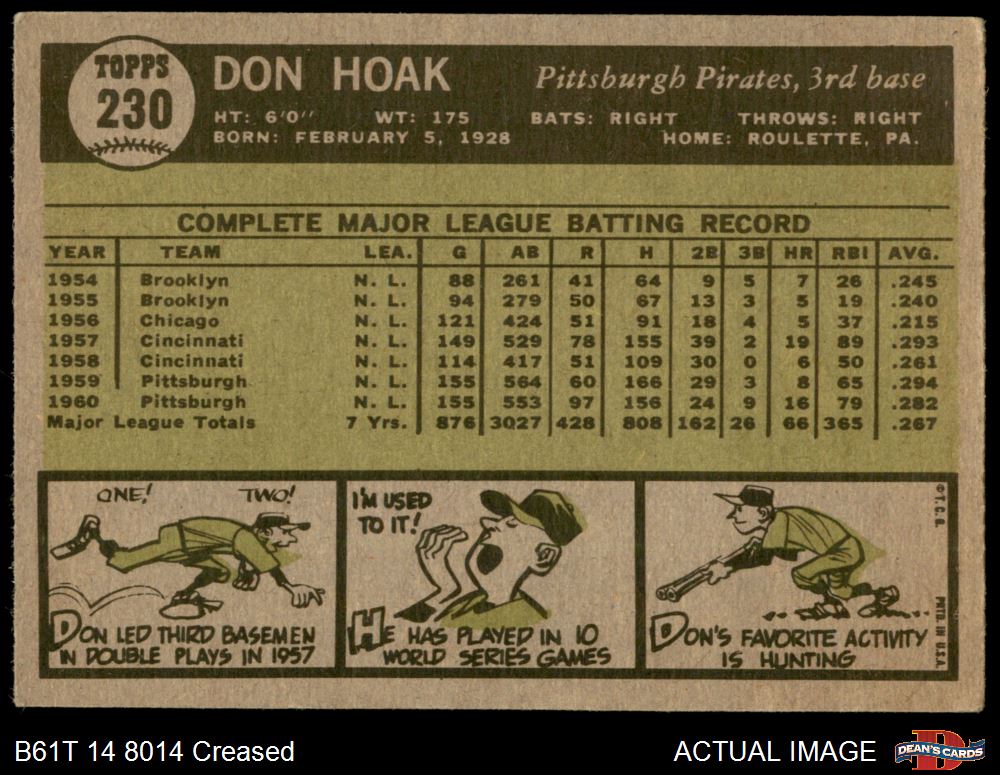 TOPPS
230
DON HOAK
Pittsburgh Pirates, 3rd base
HT: 6'0" WT: 175 BATS: RIGHT THROWS: RIGHT
BORN: FEBRUARY 5, 1928 HOME: ROULETTE, PA.
COMPLETE MAJOR LEAGUE BATTING RECORD
YEAR TEAM LEA. G AB R H 2B 3B HR RBI AVG.
1954 Brooklyn N. L. 88 261 41 64 9 5 7 26 .245
1955 Brooklyn N. L. 94 279 50 67 13 3 5 19 .240
1956 Chicago N. L. 121 424 51 91 18 4 5 37 .215
1957 Cincinnati N. L. 149 529 78 155 39 2 19 89 .293
1958 Cincinnati N. L. 114 417 51 109 30 0 6 50 .261
1959 Pittsburgh N. L. 155 564 60 166 29 3 8 65 .294
1960 Pittsburgh N. L. 155 553 97 156 24 9 16 79 .282
Major League Totals 7 Yrs. 876 3027 428 808 162 26 66 365 .267
ONE! TWO!
DON LED THIRD BASEMEN
IN DOUBLE PLAYS IN 1957
I'M USED
TO IT!
HE HAS PLAYED IN 10
WORLD SERIES GAMES
DON'S FAVORITE ACTIVITY
IS HUNTING
© T. C. G.
PRTD. IN U.S.A.
B61T 14 8014 Creased
ACTUAL IMAGE
D
DEAN'S CARDS